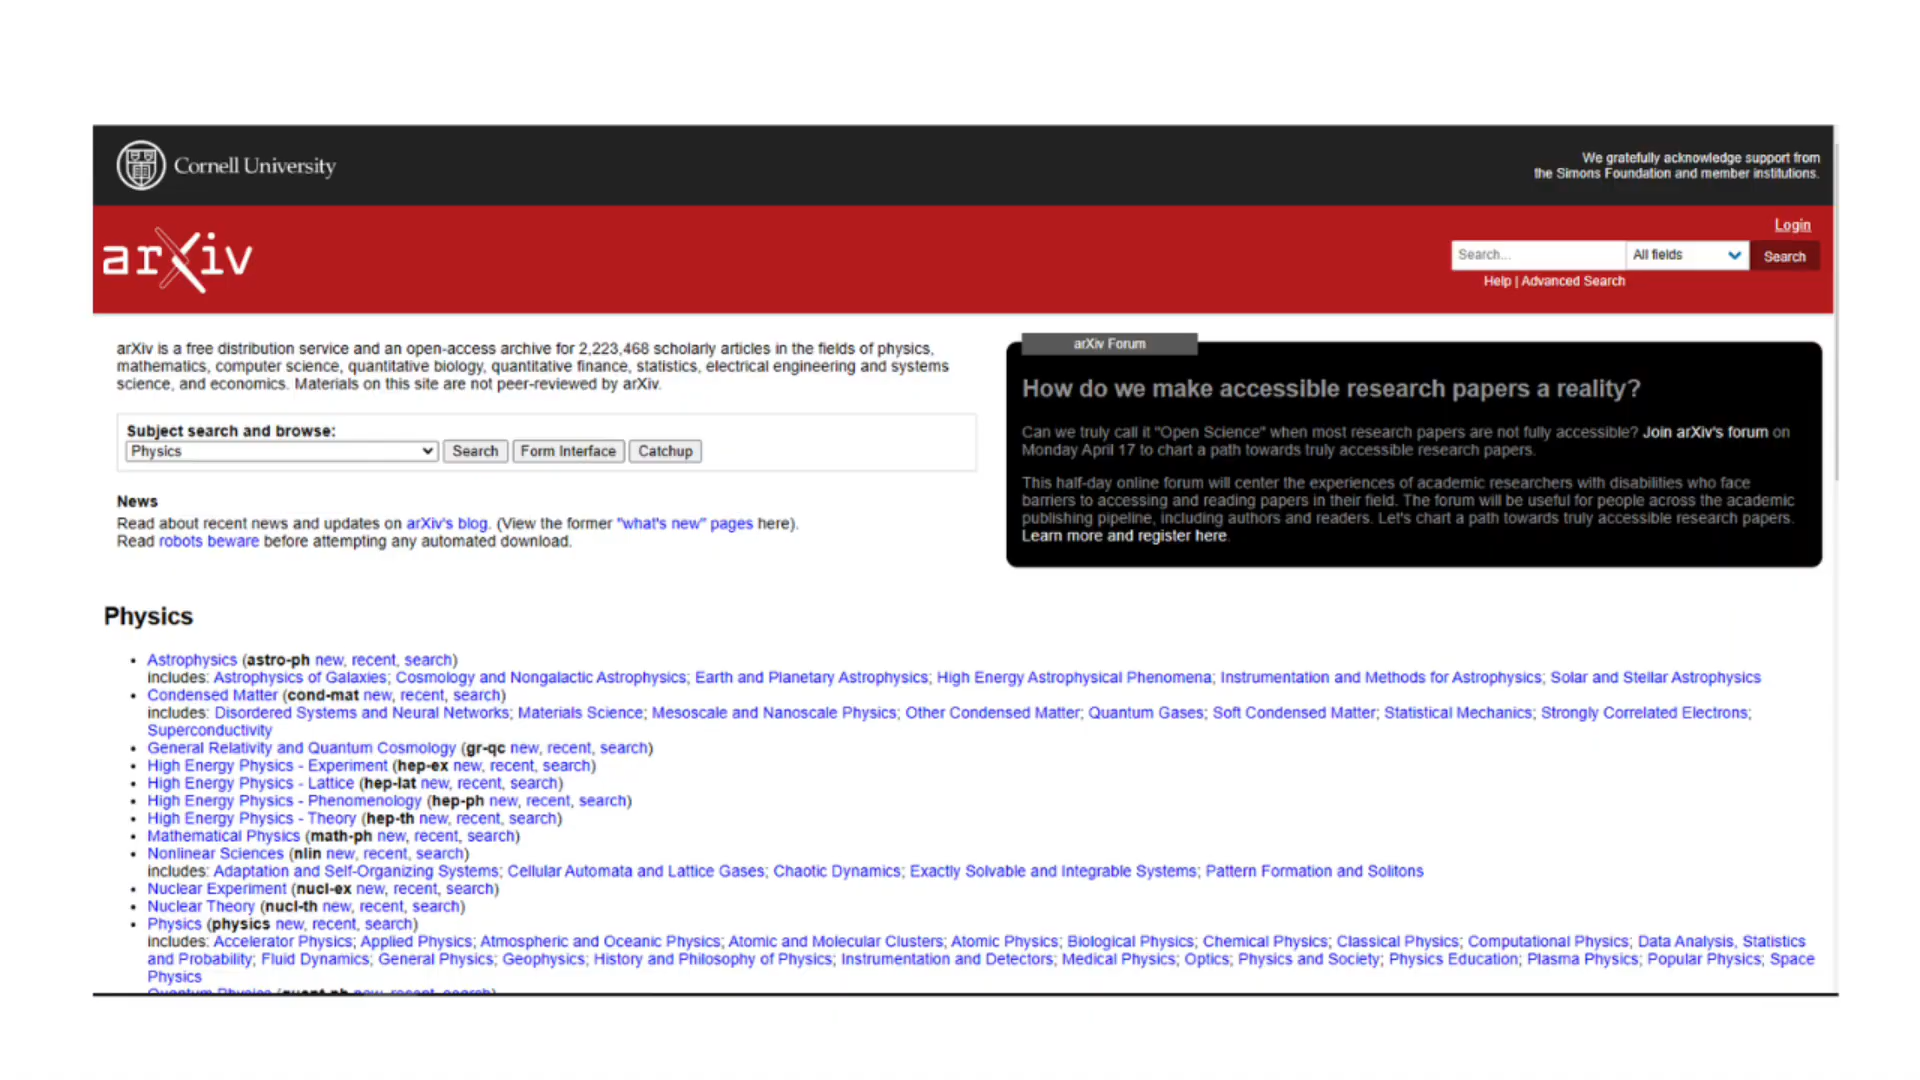 Cornell University
We gratefully acknowledge support from
the Simons Foundation and member institutions.
arXiv
Login
Search...
All fields
Search
Help | Advanced Search
arXiv is a free distribution service and an open-access archive for 2,223,468 scholarly articles in the fields of physics,
mathematics, computer science, quantitative biology, quantitative finance, statistics, electrical engineering and systems
science, and economics. Materials on this site are not peer-reviewed by arXiv.
Subject search and browse:
Physics
Search
Form Interface
Catchup
News
Read about recent news and updates on arXiv's blog. (View the former "what's new" pages here).
Read robots beware before attempting any automated download.
arXiv Forum
How do we make accessible research papers a reality?
Can we truly call it "Open Science" when most research papers are not fully accessible? Join arXiv's forum on
Monday April 17 to chart a path towards truly accessible research papers.
This half-day online forum will center the experiences of academic researchers with disabilities who face
barriers to accessing and reading papers in their field. The forum will be useful for people across the academic
publishing pipeline, including authors and readers. Let's chart a path towards truly accessible research papers.
Learn more and register here.
Physics
• Astrophysics (astro-ph new, recent, search)
includes: Astrophysics of Galaxies; Cosmology and Nongalactic Astrophysics; Earth and Planetary Astrophysics; High Energy Astrophysical Phenomena; Instrumentation and Methods for Astrophysics; Solar and Stellar Astrophysics
• Condensed Matter (cond-mat new, recent, search)
includes: Disordered Systems and Neural Networks; Materials Science; Mesoscale and Nanoscale Physics; Other Condensed Matter; Quantum Gases; Soft Condensed Matter; Statistical Mechanics; Strongly Correlated Electrons;
Superconductivity
• General Relativity and Quantum Cosmology (gr-qc new, recent, search)
• High Energy Physics - Experiment (hep-ex new, recent, search)
• High Energy Physics - Lattice (hep-lat new, recent, search)
• High Energy Physics - Phenomenology (hep-ph new, recent, search)
• High Energy Physics - Theory (hep-th new, recent, search)
• Mathematical Physics (math-ph new, recent, search)
• Nonlinear Sciences (nlin new, recent, search)
includes: Adaptation and Self-Organizing Systems; Cellular Automata and Lattice Gases; Chaotic Dynamics; Exactly Solvable and Integrable Systems; Pattern Formation and Solitons
• Nuclear Experiment (nucl-ex new, recent, search)
• Nuclear Theory (nucl-th new, recent, search)
• Physics (physics new, recent, search)
includes: Accelerator Physics; Applied Physics; Atmospheric and Oceanic Physics; Atomic and Molecular Clusters; Atomic Physics; Biological Physics; Chemical Physics; Classical Physics; Computational Physics; Data Analysis, Statistics
and Probability; Fluid Dynamics; General Physics; Geophysics; History and Philosophy of Physics; Instrumentation and Detectors; Medical Physics; Optics; Physics and Society; Physics Education; Plasma Physics; Popular Physics; Space
Physics
Quantum Physics (quant-ph new, recent, search)